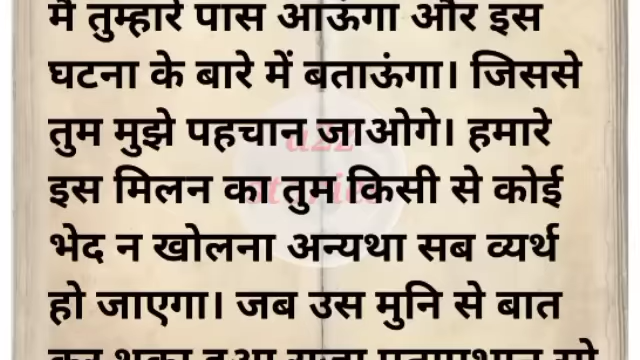 मै तुम्हारे पास आऊंगा और इस
घटना के बारे में बताऊंगा। जिससे
तुम मुझे पहचान जाओगे। हमारे
इस मिलन का तुम किसी से कोई
भेद न खोलना अन्यथा सब व्यर्थ
हो जाएगा। जब उस मुनि से बात